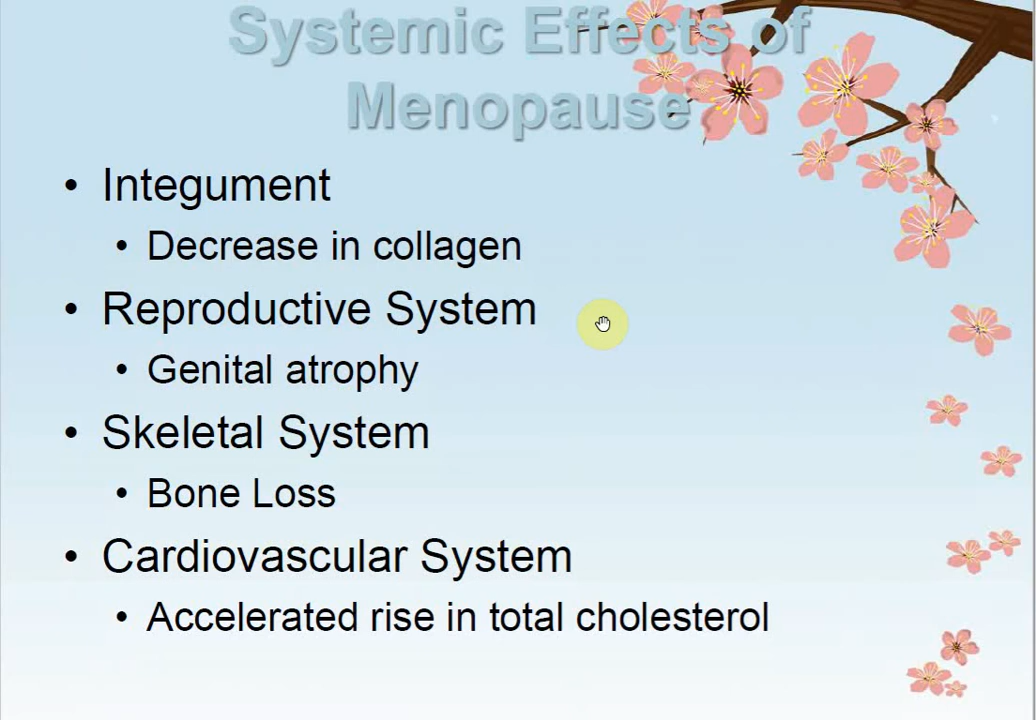 Systemic Effects of
Menopause
• Integument
• Decrease in collagen
• Reproductive System
• Genital atrophy
• Skeletal System
• Bone Loss
• Cardiovascular System
• Accelerated rise in total cholesterol